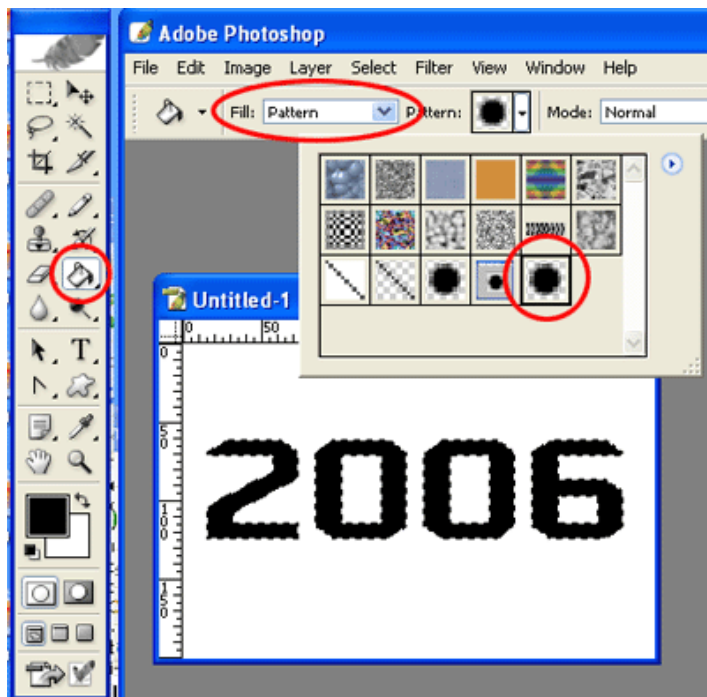 Adobe Photoshop
File Edit Image Layer Select Filter View Window Help
Fill: Pattern Pattern: Mode: Normal
Untitled-1
0 50
0
50
100
150
T
2006